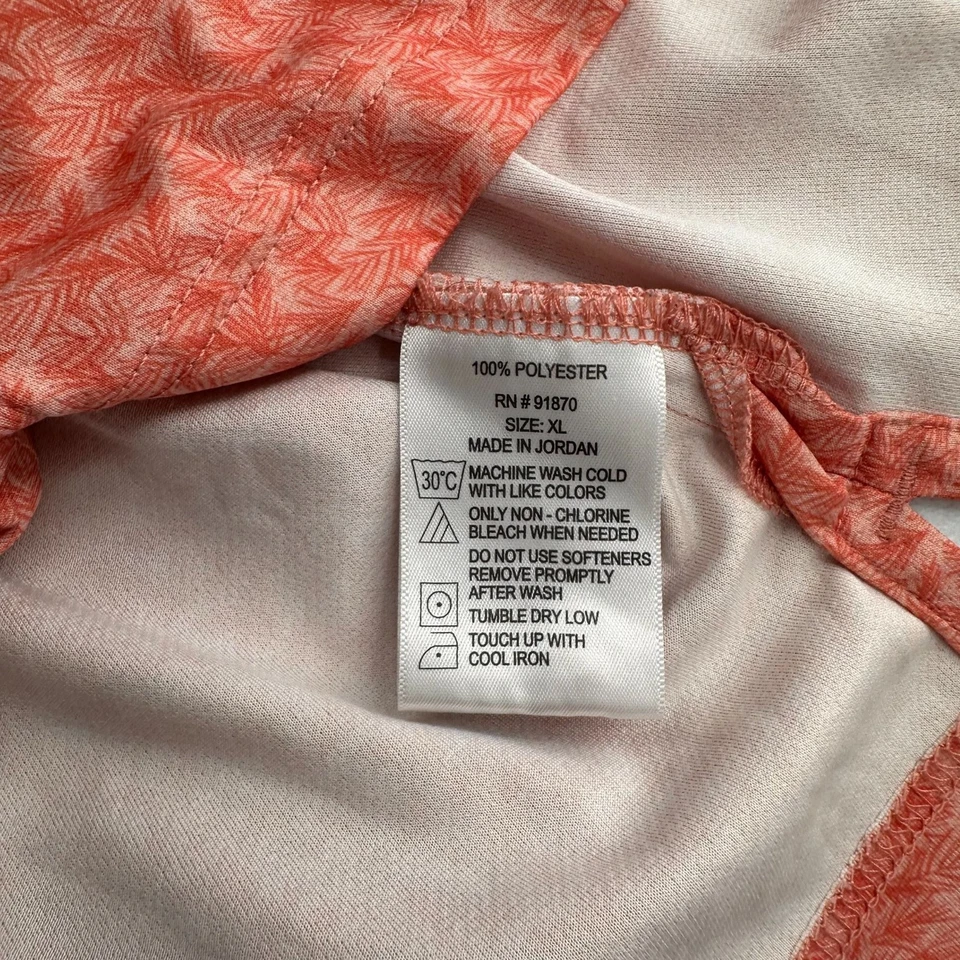 100% POLYESTER
RN # 91870
SIZE: XL
MADE IN JORDAN
30°C MACHINE WASH COLD
WITH LIKE COLORS
ONLY NON - CHLORINE
BLEACH WHEN NEEDED
DO NOT USE SOFTENERS
REMOVE PROMPTLY
AFTER WASH
TUMBLE DRY LOW
TOUCH UP WITH
COOL IRON